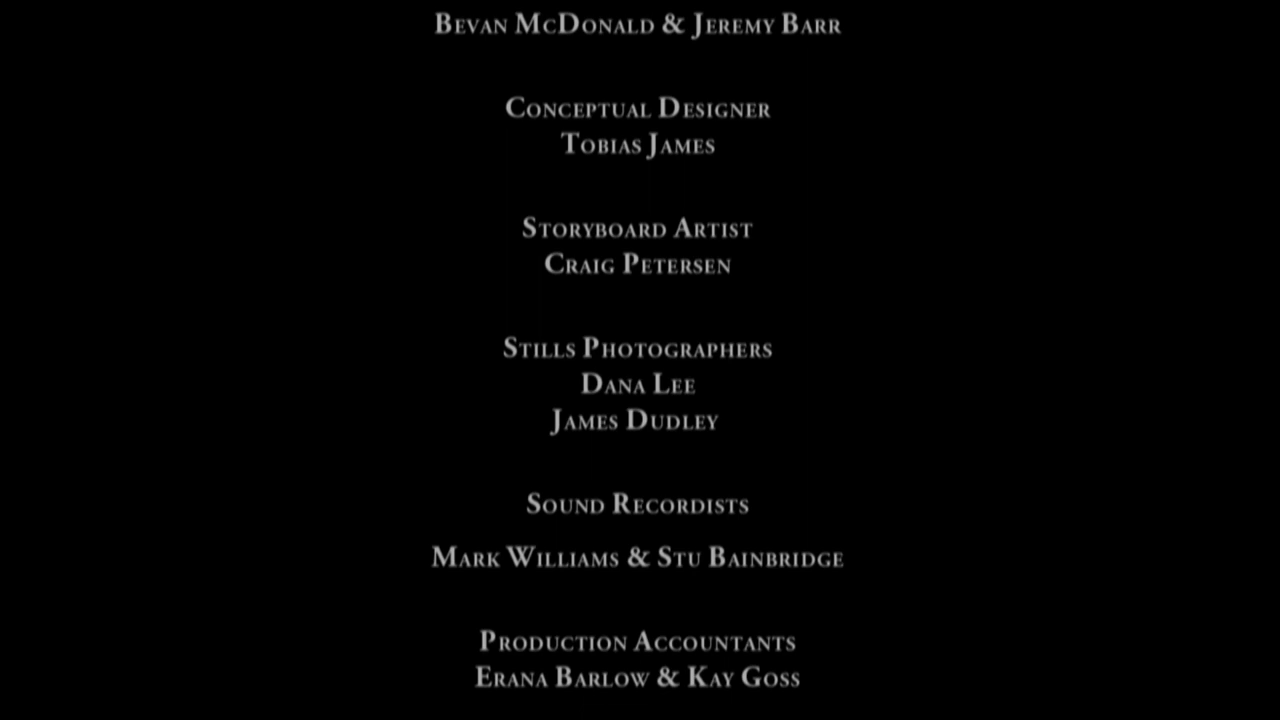 Bevan McDonald & Jeremy Barr
Conceptual Designer
Tobias James
Storyboard Artist
Craig Petersen
Stills Photographers
Dana Lee
James Dudley
Sound Recordists
Mark Williams & Stu Bainbridge
Production Accountants
Erana Barlow & Kay Goss